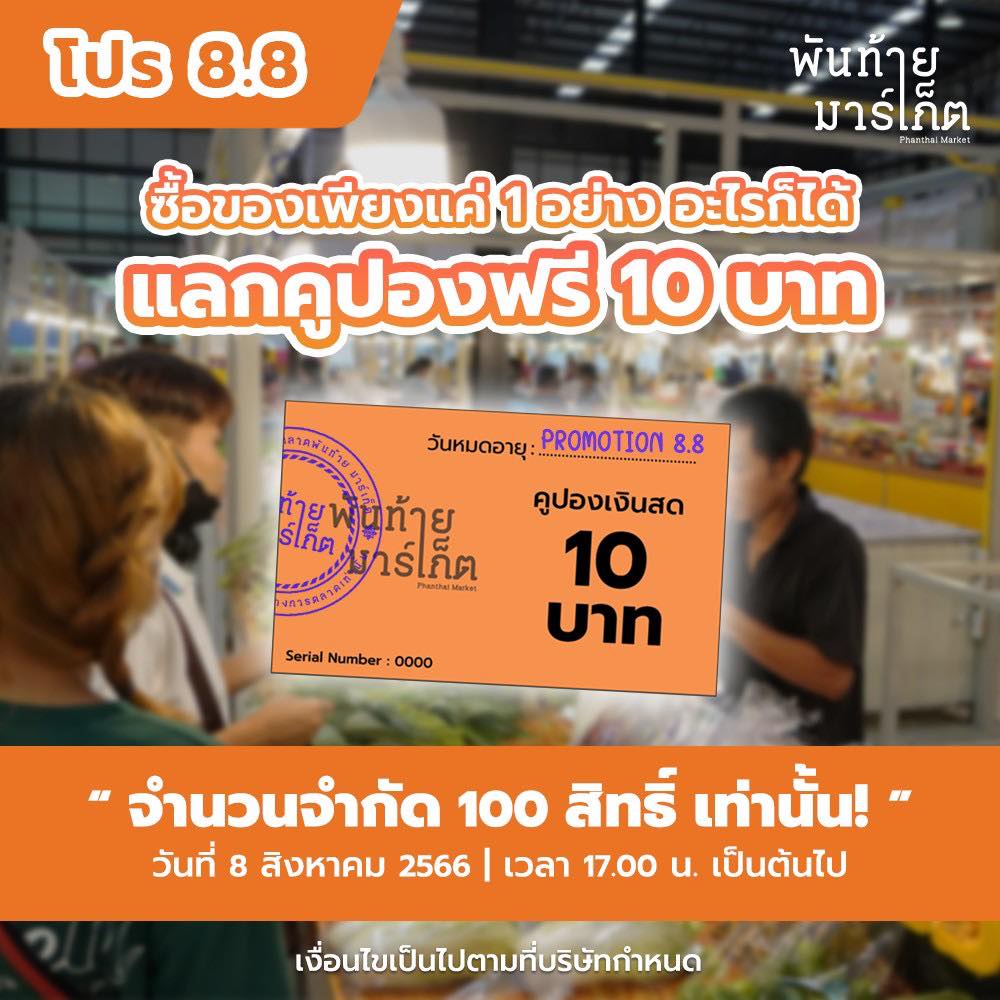 โปร 8.8
พันท้าย
มาร์เก็ต
Phanthai Market
ซื้อของเพียงแค่ 1 อย่าง อะไรก็ได้
แลกคูปองฟรี 10 บาท
วันหมดอายุ : PROMOTION 8.8
คูปองเงินสด
10
บาท
พันท้าย
มาร์เก็ต
Phanthai Market
Serial Number : 0000
“ จำนวนจำกัด 100 สิทธิ์ เท่านั้น! ”
วันที่ 8 สิงหาคม 2566 | เวลา 17.00 น. เป็นต้นไป
เงื่อนไขเป็นไปตามที่บริษัทกำหนด